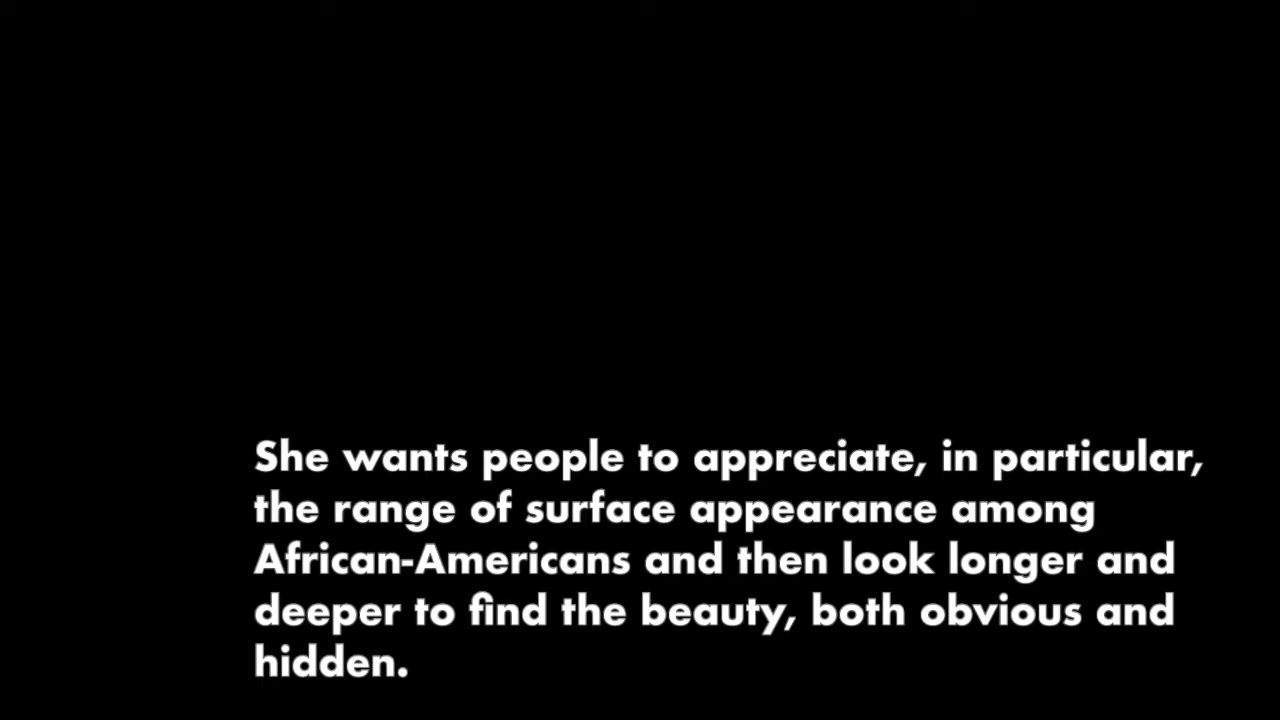 She wants people to appreciate, in particular,
the range of surface appearance among
African-Americans and then look longer and
deeper to find the beauty, both obvious and
hidden.